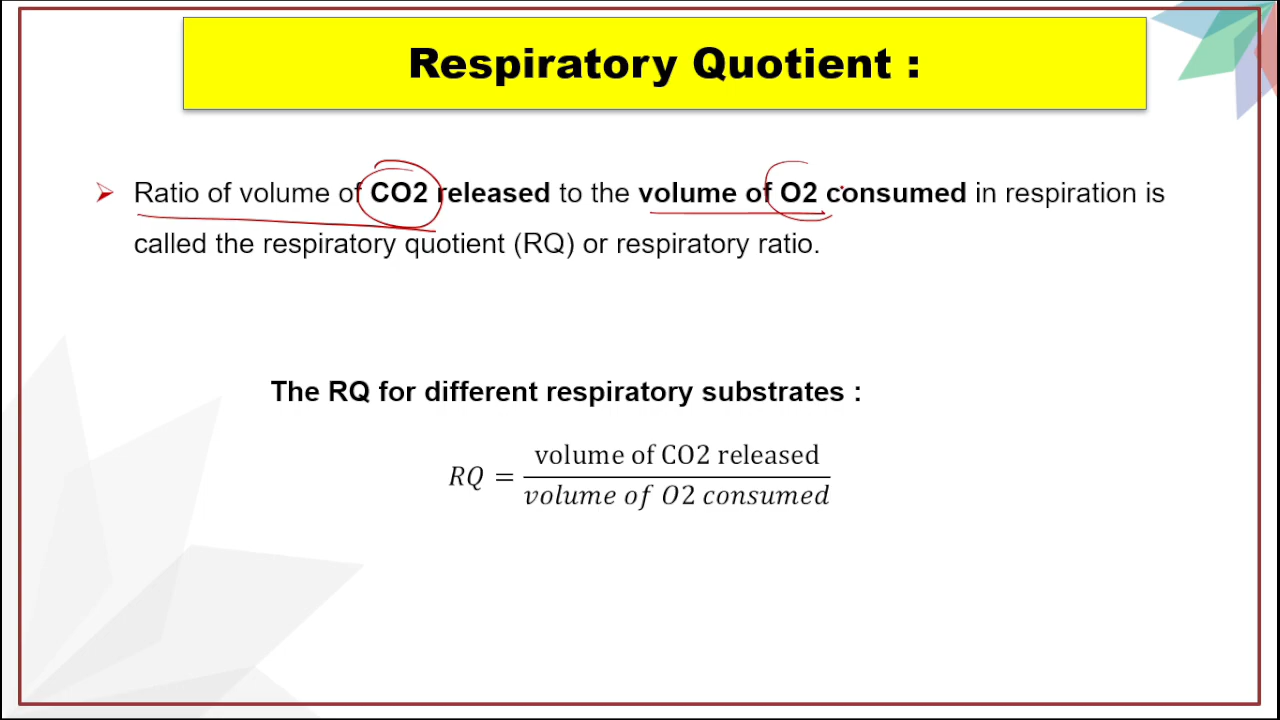 Respiratory Quotient :
Ratio of volume of CO2 released to the volume of O2 consumed in respiration is
called the respiratory quotient (RQ) or respiratory ratio.
The RQ for different respiratory substrates :
RQ = volume of CO2 released
volume of O2 consumed